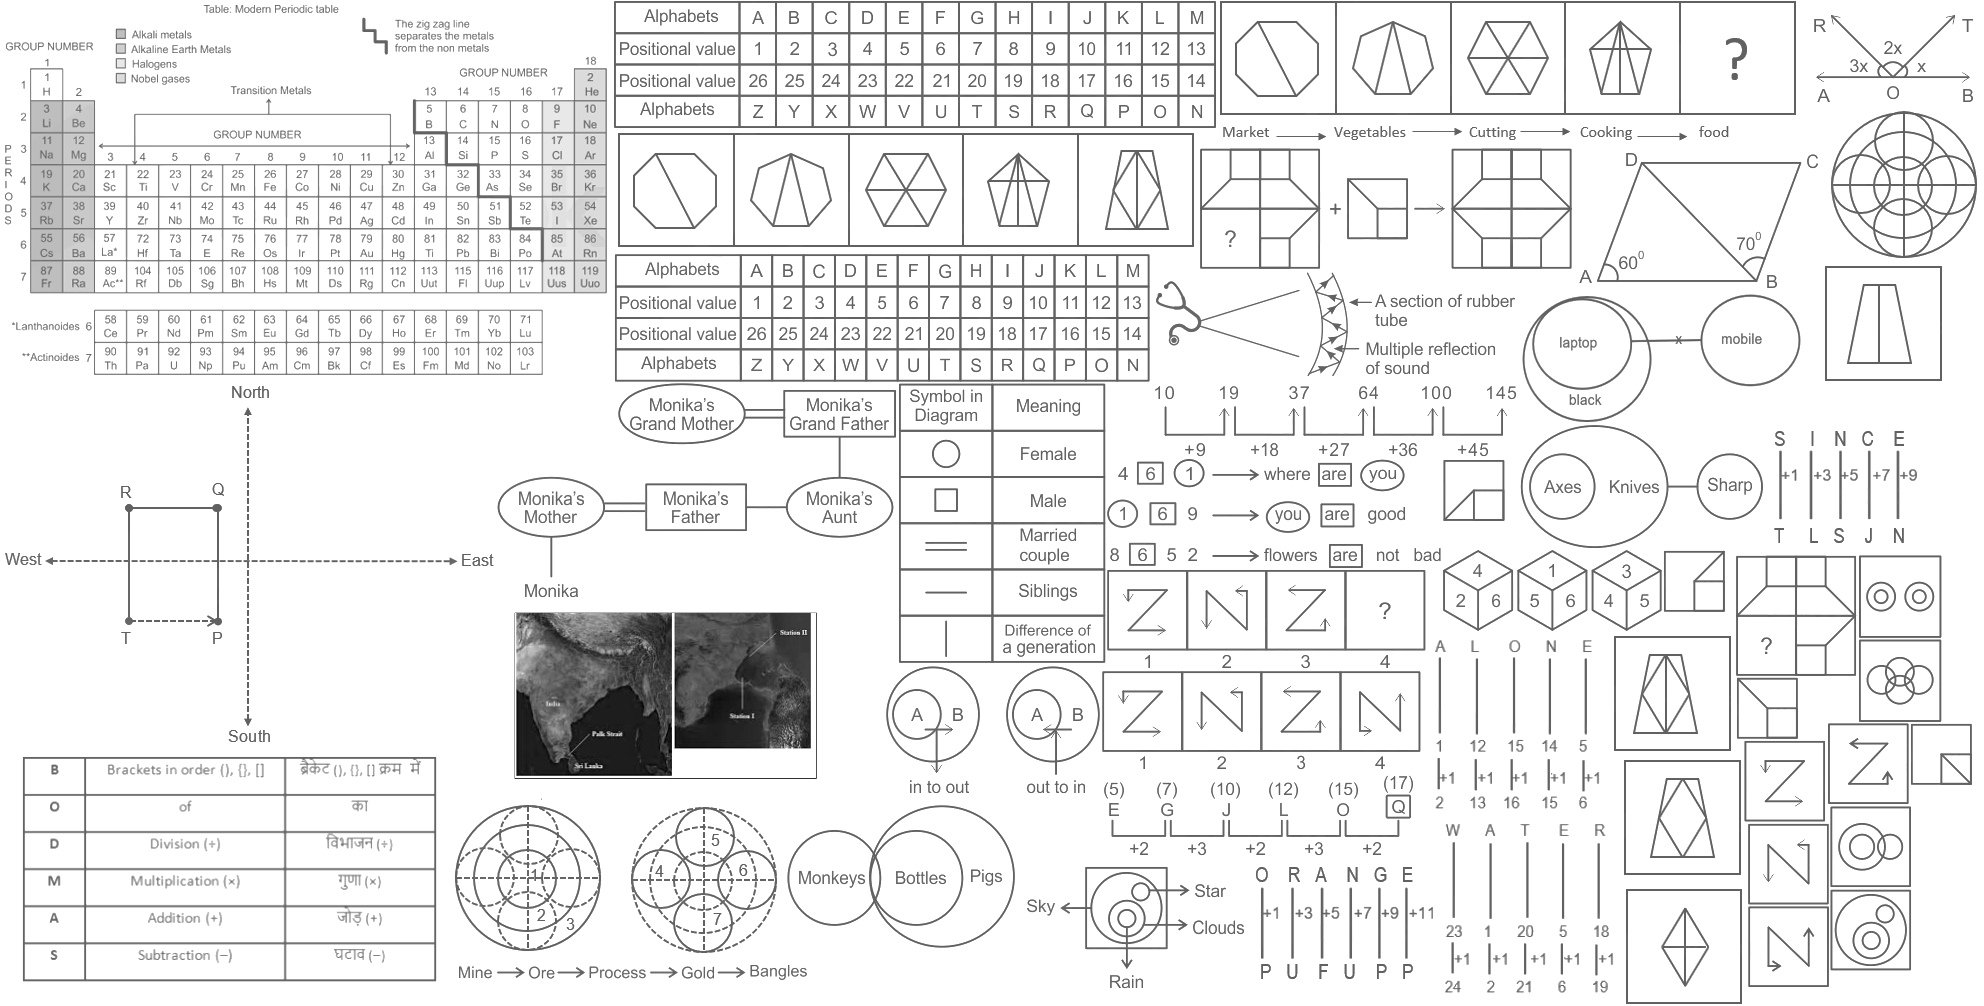 Table: Modern Periodic table
GROUP NUMBER
Alkali metals
Alkaline Earth Metals
Halogens
Nobel gases
The zig zag line
separates the metals
from the non metals
GROUP NUMBER
Transition Metals
GROUP NUMBER
PERIODS
1 18
1 2 13 14 15 16 17 2
H He
3 4 5 6 7 8 9 10
Li Be B C N O F Ne
11 12 13 14 15 16 17 18
Na Mg Al Si P S Cl Ar
3 4 5 6 7 8 9 10 11 12
19 20 21 22 23 24 25 26 27 28 29 30 31 32 33 34 35 36
K Ca Sc Ti V Cr Mn Fe Co Ni Cu Zn Ga Ge As Se Br Kr
37 38 39 40 41 42 43 44 45 46 47 48 49 50 51 52 53 54
Rb Sr Y Zr Nb Mo Tc Ru Rh Pd Ag Cd In Sn Sb Te I Xe
55 56 57 72 73 74 75 76 77 78 79 80 81 82 83 84 85 86
Cs Ba La* Hf Ta E Re Os Ir Pt Au Hg Ti Pb Bi Po At Rn
87 88 89 104 105 106 107 108 109 110 111 112 113 114 115 116 118 119
Fr Ra Ac** Rf Db Sg Bh Hs Mt Ds Rg Cn Uut Fl Uup Lv Uus Uuo
1
2
3
4
5
6
7
*Lanthanoides 6
58 59 60 61 62 63 64 65 66 67 68 69 70 71
Ce Pr Nd Pm Sm Eu Gd Tb Dy Ho Er Tm Yb Lu
**Actinoides 7
90 91 92 93 94 95 96 97 98 99 100 101 102 103
Th Pa U Np Pu Am Cm Bk Cf Es Fm Md No Lr
Alphabets A B C D E F G H I J K L M
Positional value 1 2 3 4 5 6 7 8 9 10 11 12 13
Positional value 26 25 24 23 22 21 20 19 18 17 16 15 14
Alphabets Z Y X W V U T S R Q P O N
?
R T
2x
3x x
A O B
Market Vegetables Cutting Cooking food
?
+
D C
70⁰
60⁰
A B
Alphabets A B C D E F G H I J K L M
Positional value 1 2 3 4 5 6 7 8 9 10 11 12 13
Positional value 26 25 24 23 22 21 20 19 18 17 16 15 14
Alphabets Z Y X W V U T S R Q P O N
A section of rubber
tube
Multiple reflection
of sound
laptop
x
mobile
black
North
West
East
South
R Q
T P
Monika's
Grand Mother
Monika's
Grand Father
Monika's
Mother
Monika's
Father
Monika's
Aunt
Monika
Symbol in
Diagram
Meaning
Female
Male
Married
couple
Siblings
Difference of
a generation
10 19 37 64 100 145
+9 +18 +27 +36 +45
4 6 1 where are you
1 6 9 you are good
8 6 5 2 flowers are not bad
Axes
Knives
Sharp
S I N C E
+1 +3 +5 +7 +9
T L S J N
?
1 2 3 4
1 2 3 4
4
2 6
1
5 6
3
4 5
?
A L O N E
1 12 15 14 5
+1 +1 +1 +1 +1
2 13 16 15 6
W A T E R
23 1 20 5 18
+1 +1 +1 +1 +1
24 2 21 6 19
India
Palk Strait
Sri Lanka
Station II
Station I
A B
in to out
A B
out to in
(5) (7) (10) (12) (15) (17)
E G J L O Q
+2 +3 +2 +3 +2
O R A N G E
+1 +3 +5 +7 +9 +11
P U F U P P
Star
Sky
Clouds
Rain
B Brackets in order (), {}, [] ब्रैकेट (), {}, [] क्रम में
O of का
D Division (÷) विभाजन (÷)
M Multiplication (×) गुणा (×)
A Addition (+) जोड़ (+)
S Subtraction (–) घटाव (–)
1
2
3
5
4
6
7
Monkeys
Bottles
Pigs
Mine Ore Process Gold Bangles